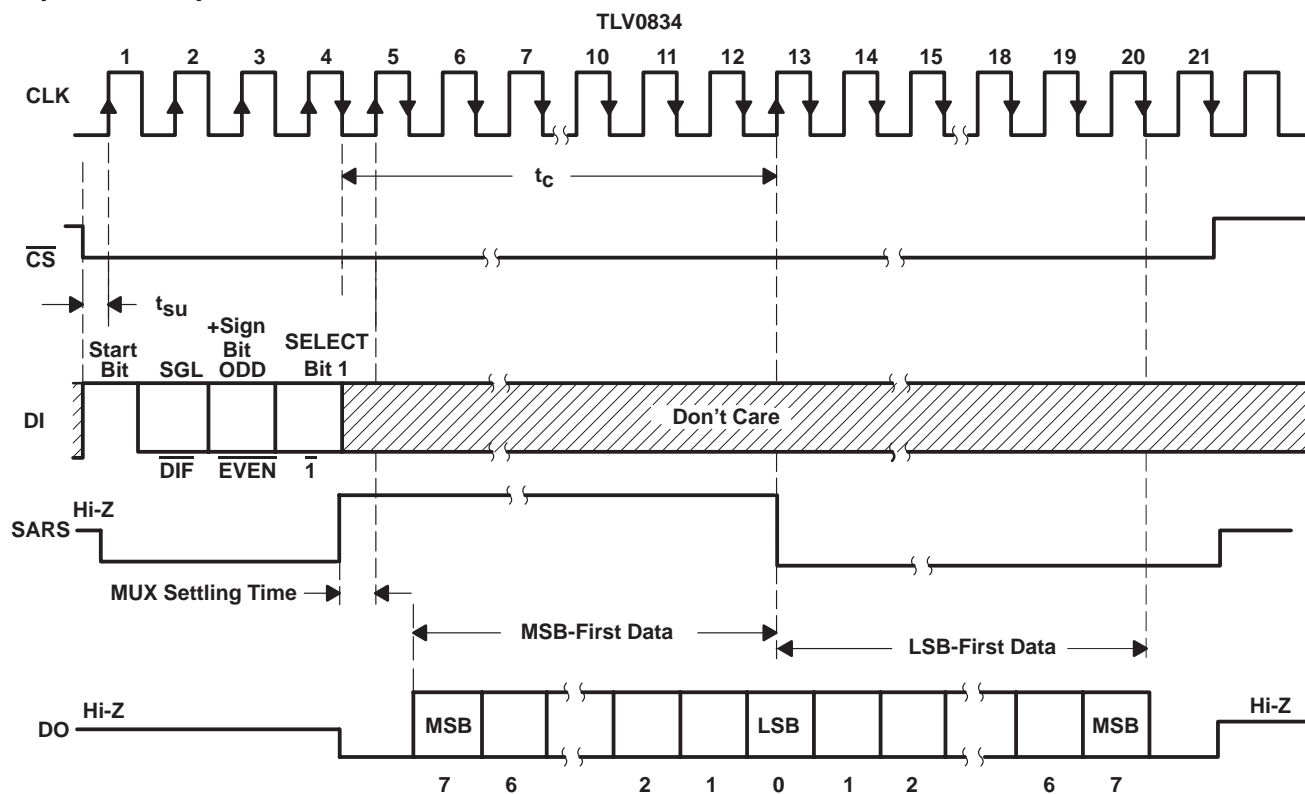 TLV0834
1 2 3 4 5 6 7 10 11 12 13 14 15 18 19 20 21
CLK
tc
CS
tsu
+Sign
Start Bit SELECT
Bit SGL ODD Bit 1
DI Don't Care
DIF EVEN 1
Hi-Z
SARS
MUX Settling Time
MSB-First Data
LSB-First Data
Hi-Z Hi-Z
DO MSB LSB MSB
7 6 2 1 0 1 2 6 7